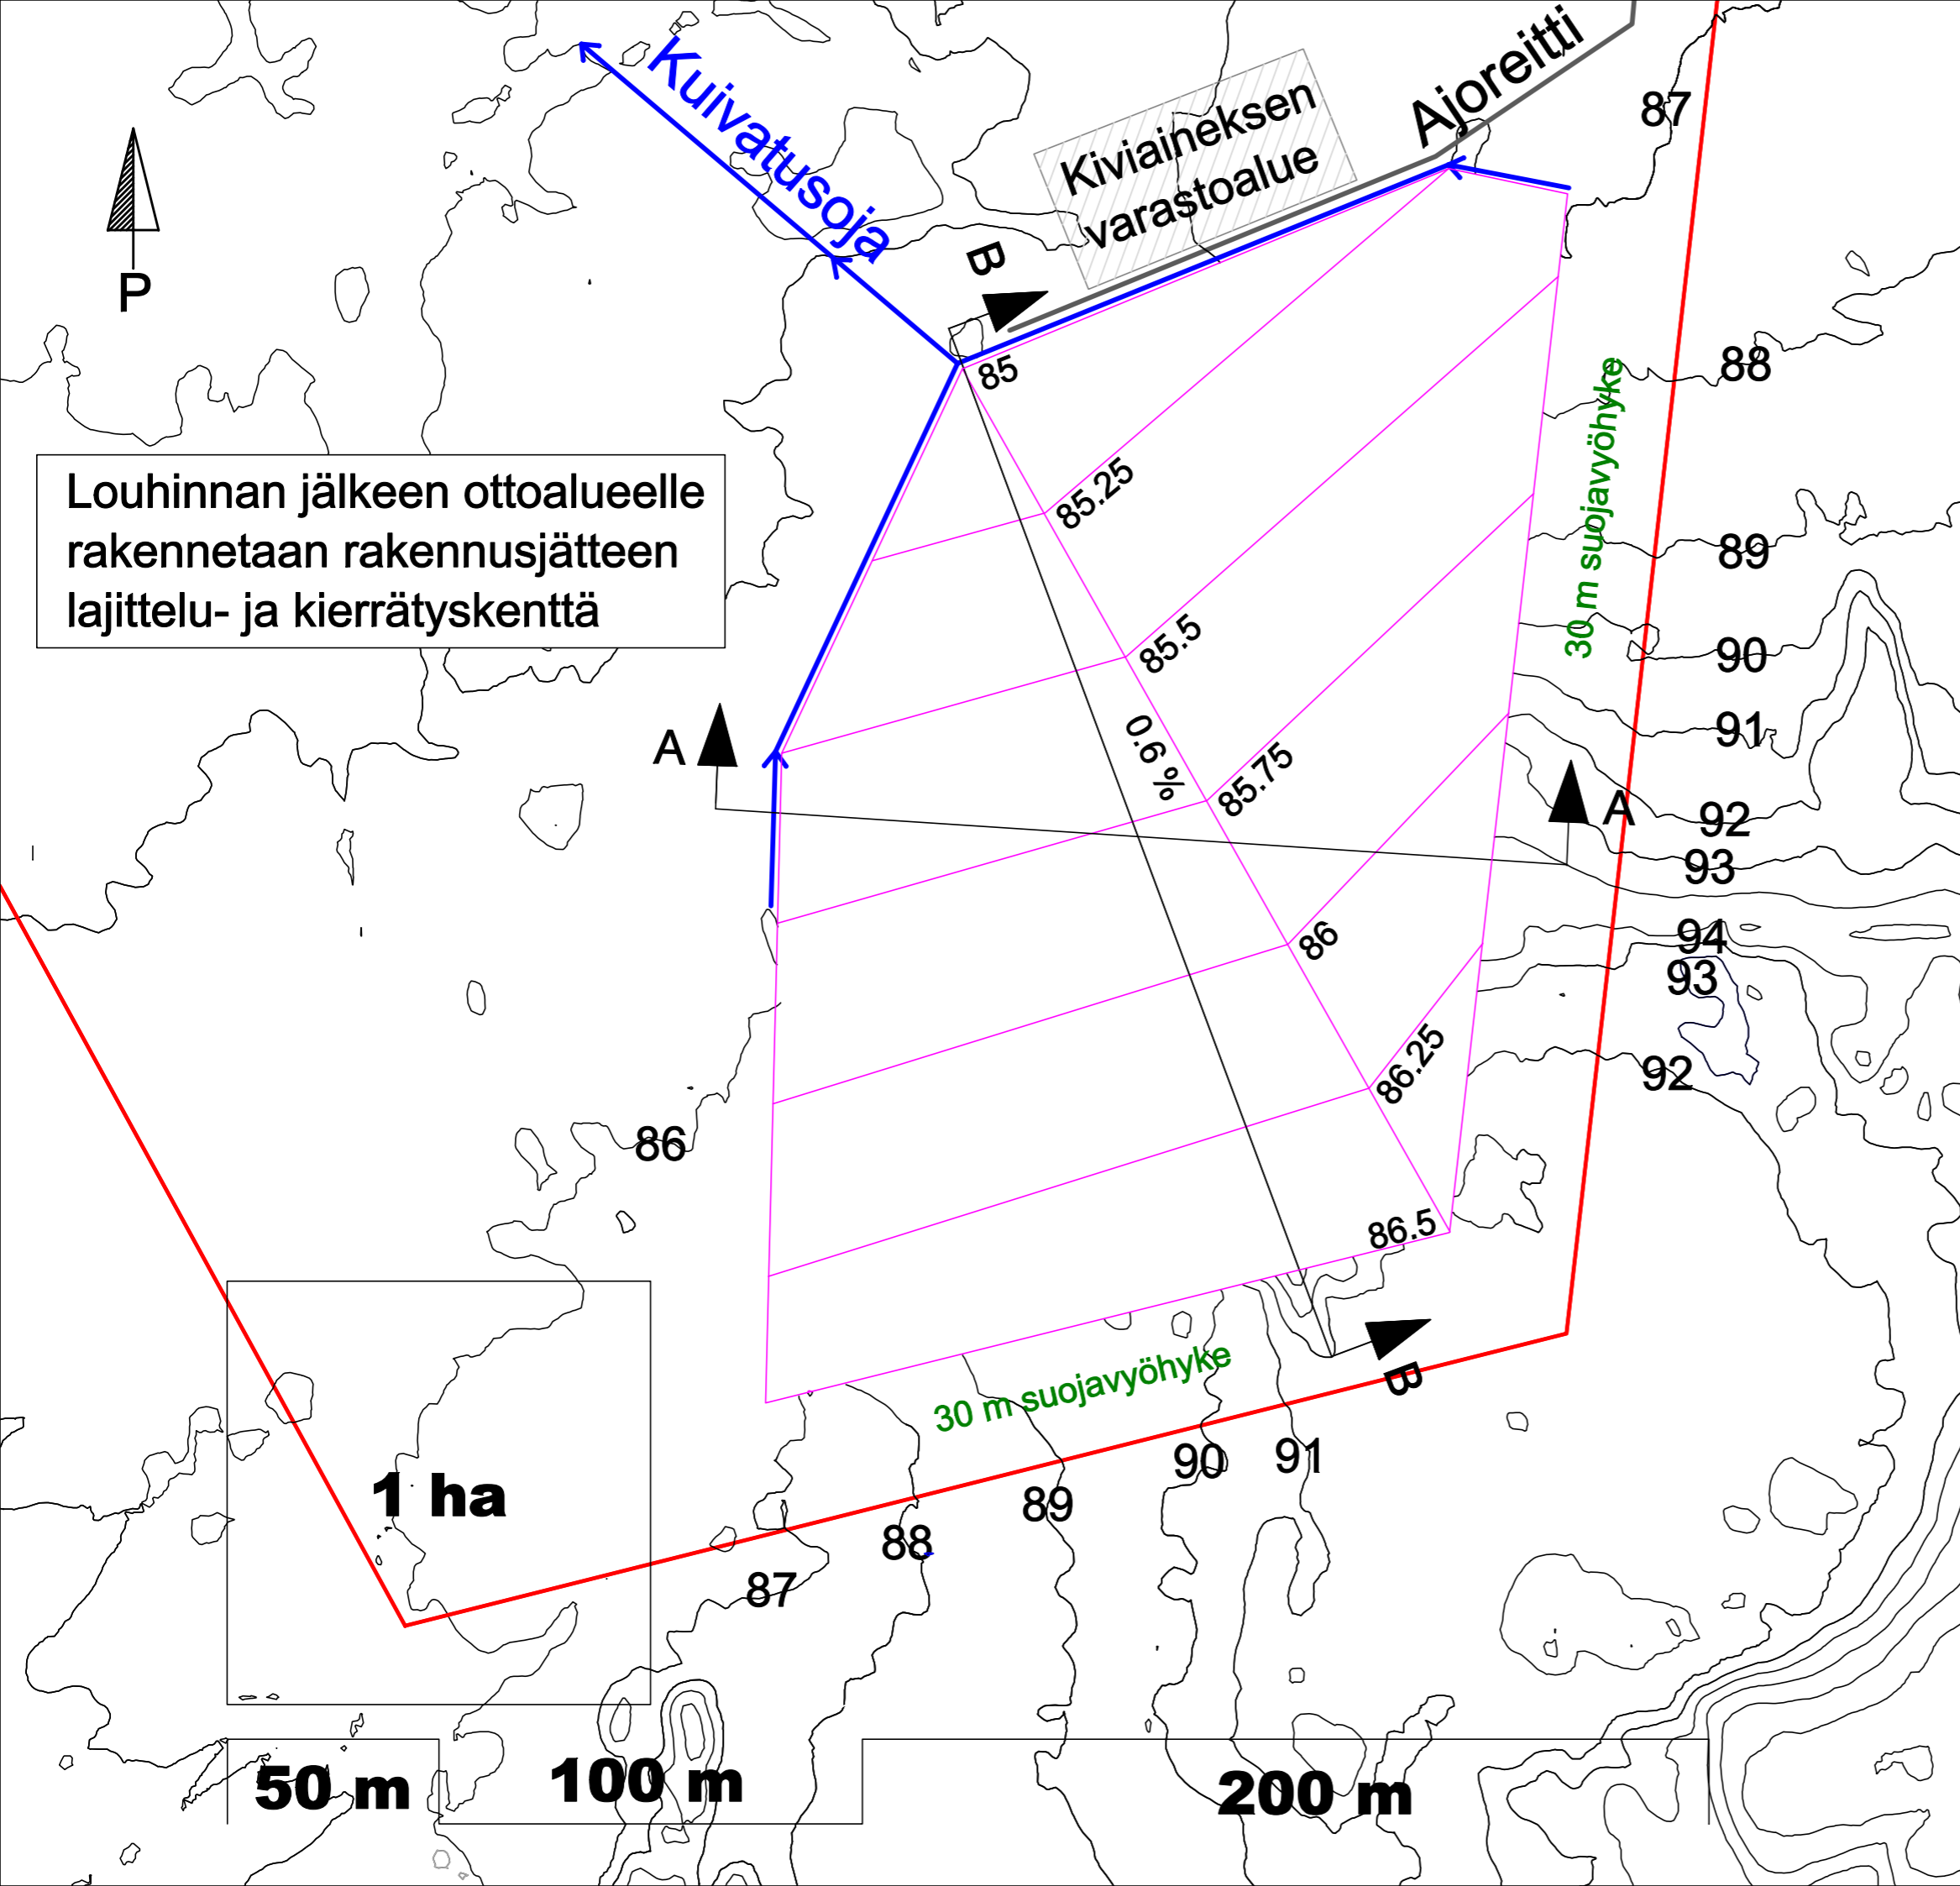 Kuivatusoja
Kiviaineksen
varastoalue
Ajoreitti
87
P
B
85
88
30 m suojavyöhyke
Louhinnan jälkeen ottoalueelle
rakennetaan rakennusjätteen
lajittelu- ja kierrätyskenttä
85.25
89
85.5
90
91
A
0.6 %
85.75
A
92
93
86
94
93
86.25
92
86
86.5
30 m suojavyöhyke
B
90
91
1 ha
89
88
87
50 m
100 m
200 m